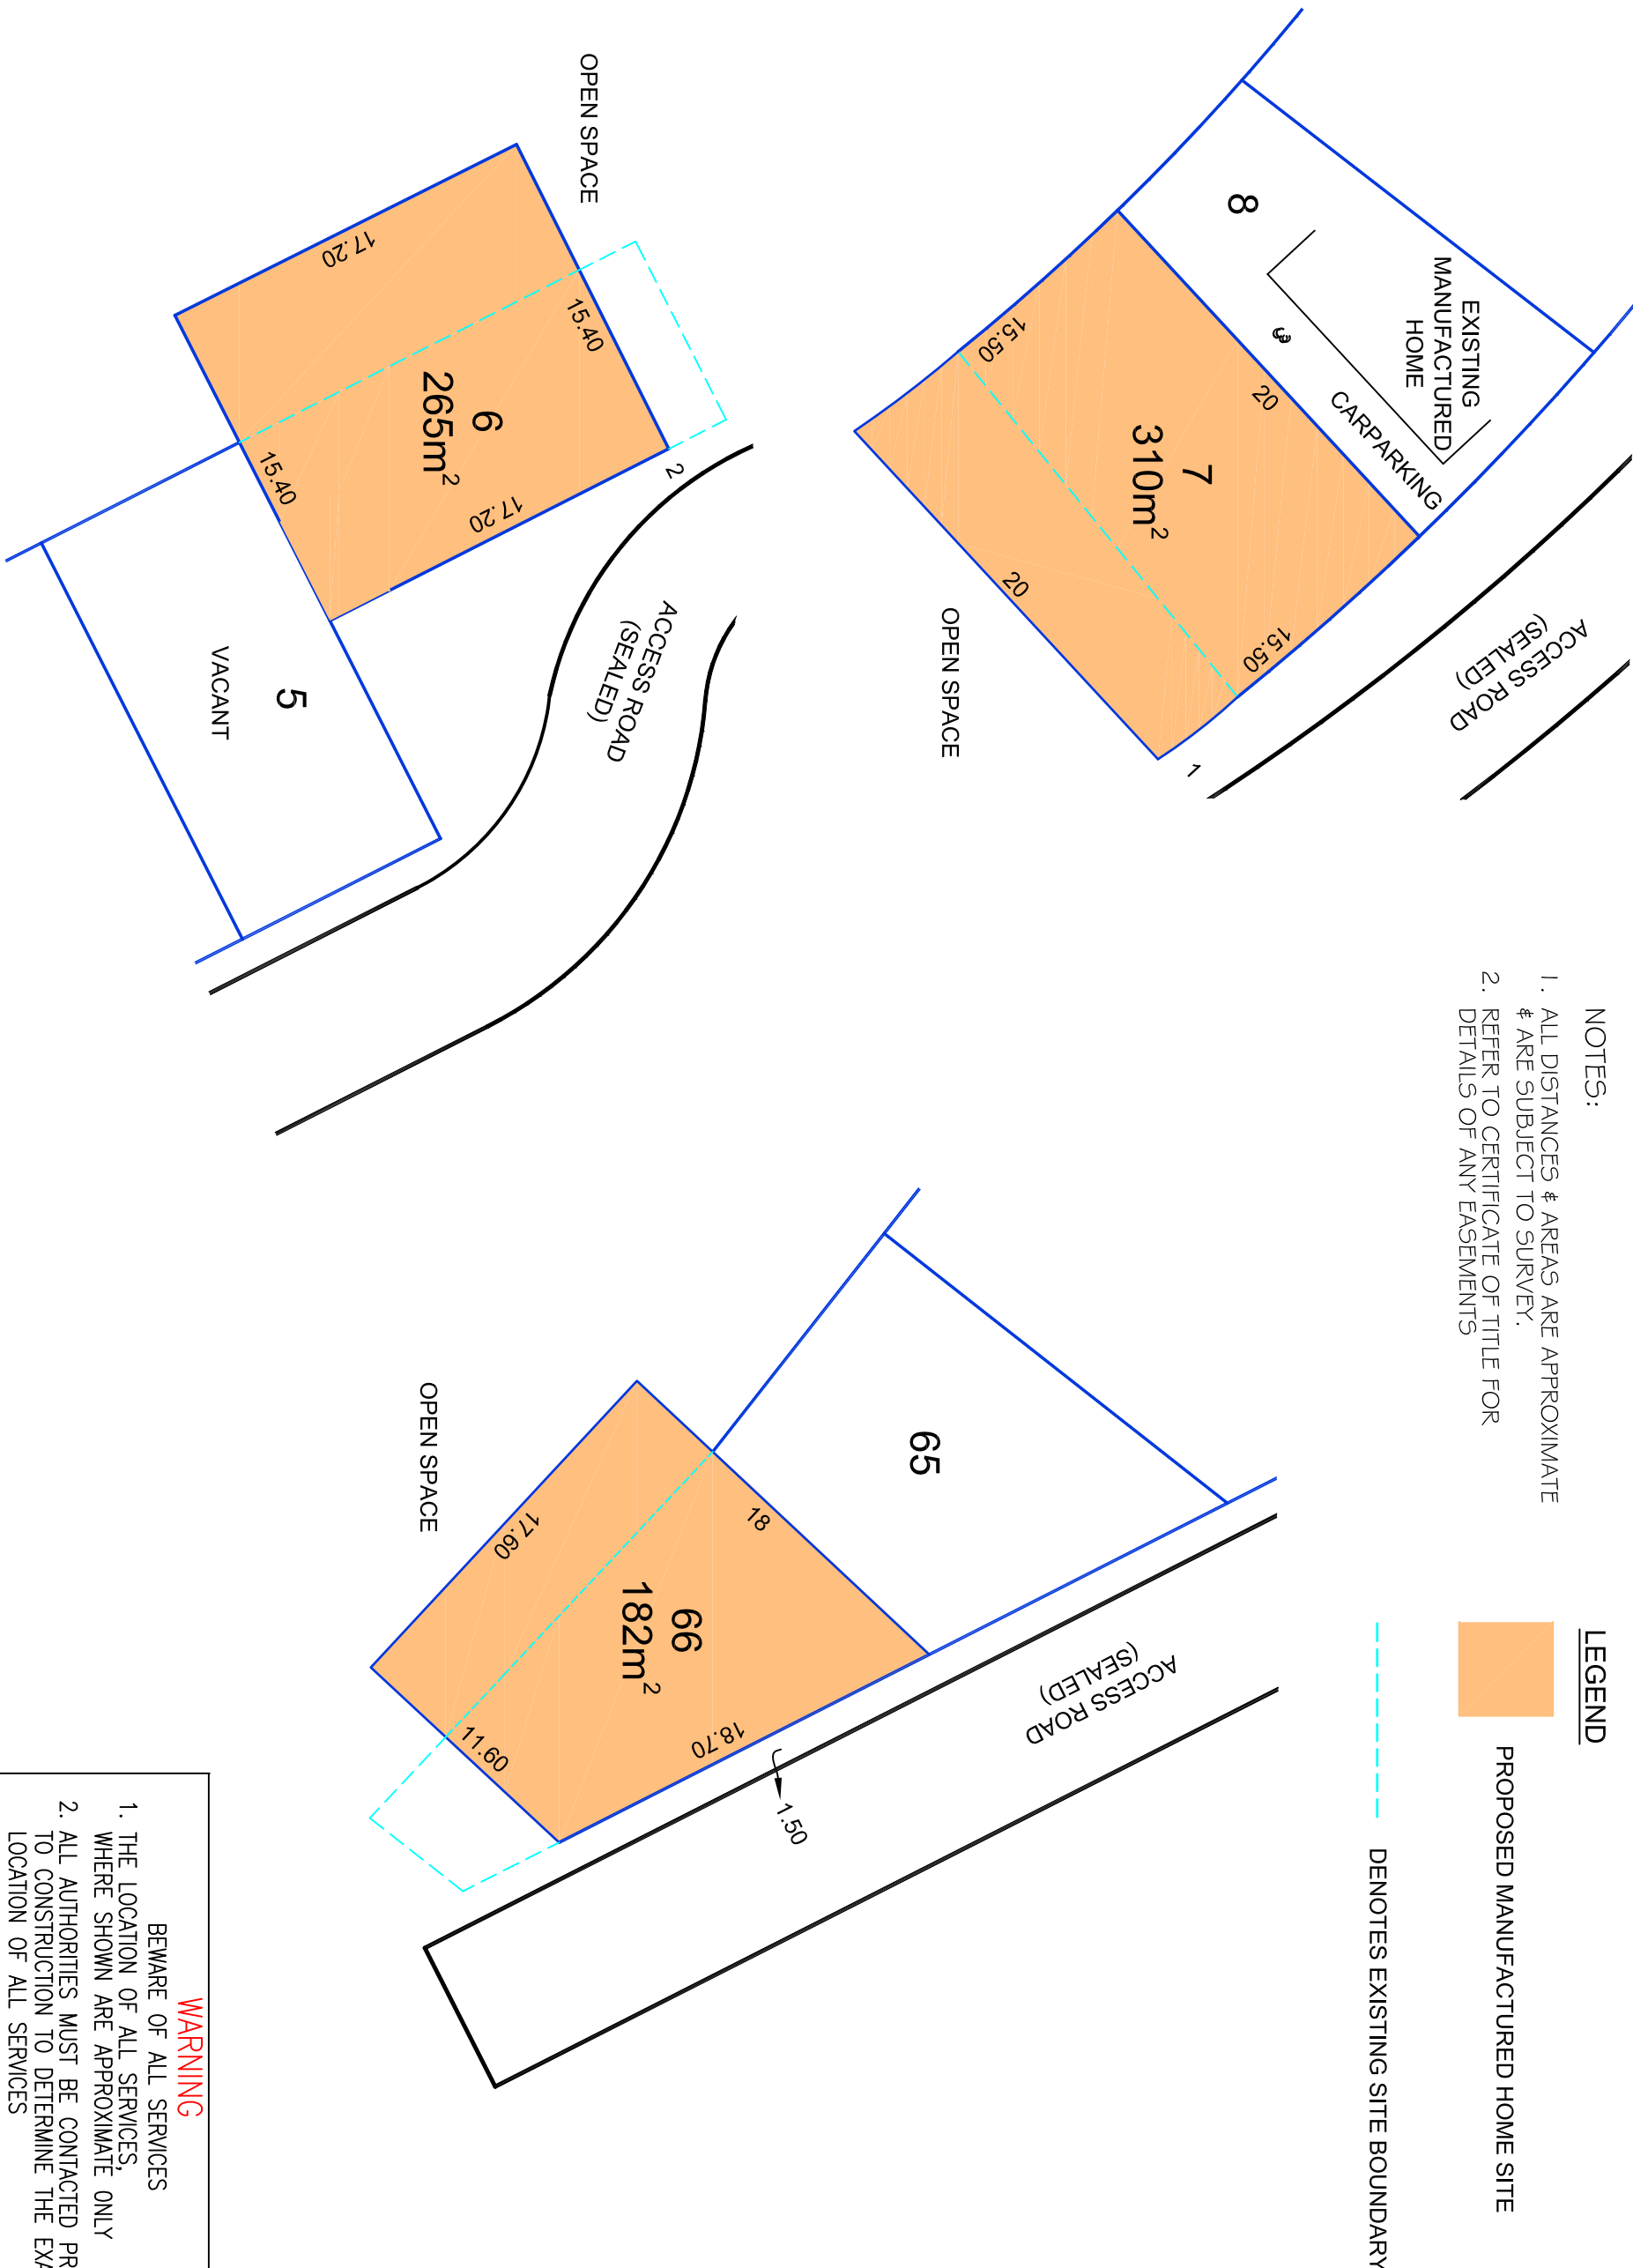 NOTES:
1. ALL DISTANCES & AREAS ARE APPROXIMATE
& ARE SUBJECT TO SURVEY.
2. REFER TO CERTIFICATE OF TITLE FOR
DETAILS OF ANY EASEMENTS
LEGEND
PROPOSED MANUFACTURED HOME SITE
DENOTES EXISTING SITE BOUNDARY
ACCESS ROAD
(SEALED)
EXISTING
MANUFACTURED
HOME
CARPARKING
8
3
20
7
310m²
15.50
15.50
20
1
OPEN SPACE
OPEN SPACE
15.40
2
6
265m²
17.20
17.20
15.40
ACCESS ROAD
(SEALED)
5
VACANT
65
ACCESS ROAD
(SEALED)
18
66
182m²
18.70
1.50
17.60
11.60
OPEN SPACE
WARNING
BEWARE OF ALL SERVICES
1. THE LOCATION OF ALL SERVICES,
WHERE SHOWN ARE APPROXIMATE ONLY
2. ALL AUTHORITIES MUST BE CONTACTED PR
TO CONSTRUCTION TO DETERMINE THE EXA
LOCATION OF ALL SERVICES